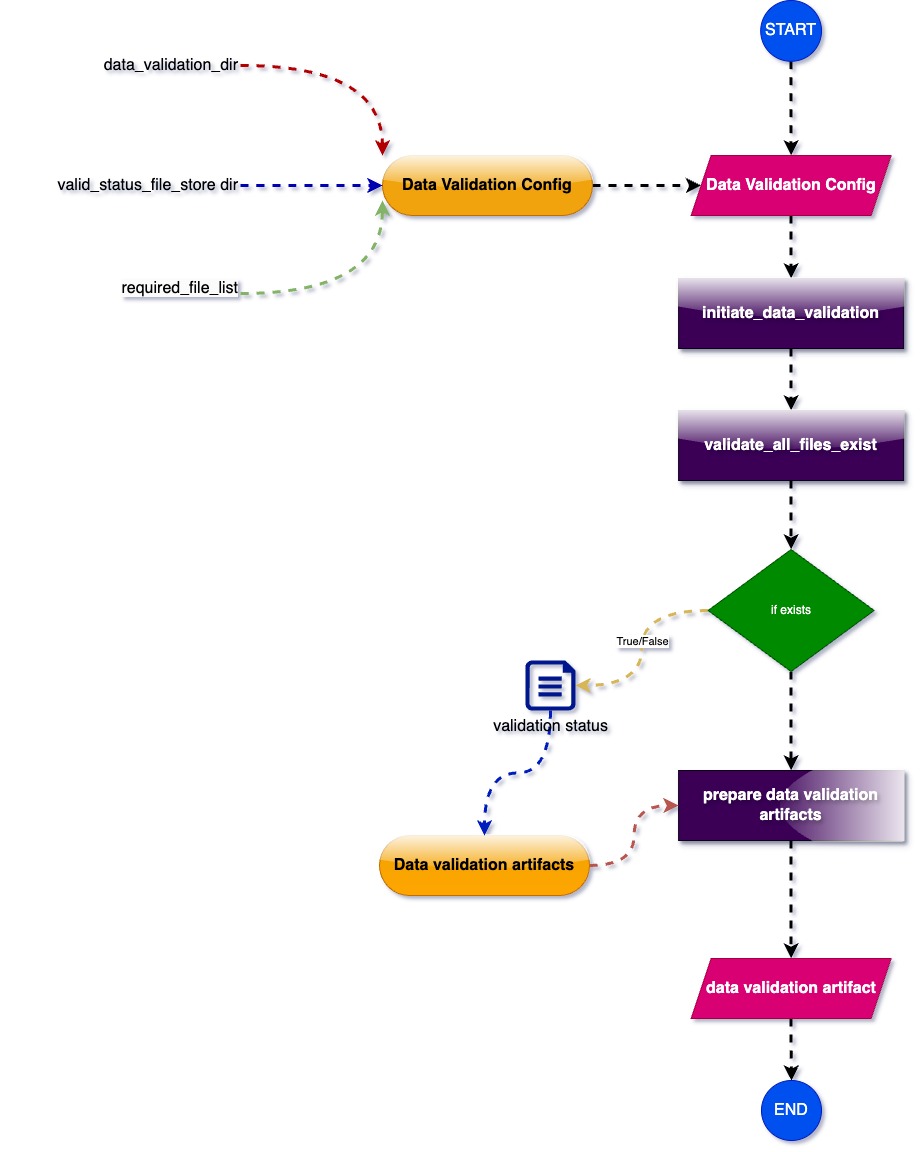 START
data_validation_dir
valid_status_file_store dir
Data Validation Config
Data Validation Config
required_file_list
initiate_data_validation
validate_all_files_exist
if exists
True/False
validation status
prepare data validation
artifacts
Data validation artifacts
data validation artifact
END